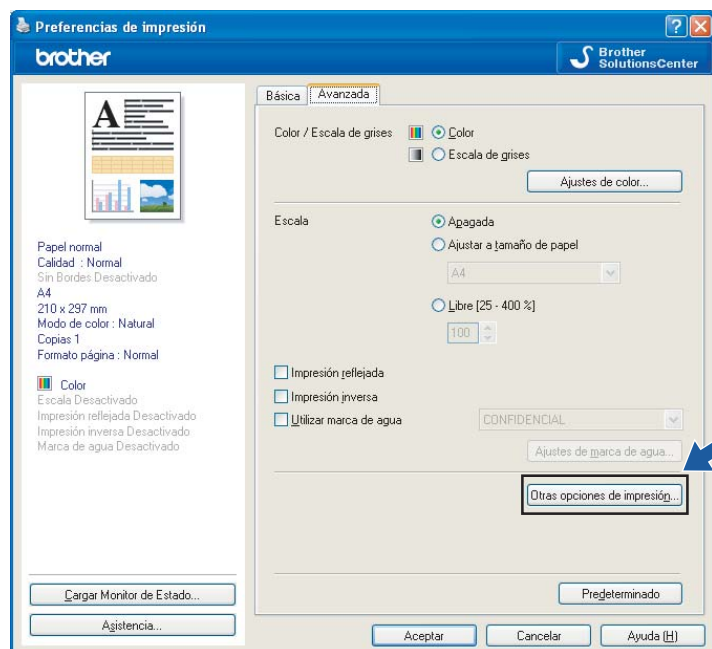 Preferencias de impresión
brother
Brother
SolutionsCenter
Básica
Avanzada
A
Papel normal
Calidad : Normal
Sin Bordes Desactivado
A4
210 x 297 mm
Modo de color : Natural
Copias 1
Formato página : Normal
Color
Escala Desactivado
Impresión reflejada Desactivado
Impresión inversa Desactivado
Marca de agua Desactivado
Cargar Monitor de Estado...
Asistencia...
Color / Escala de grises
Color
Escala de grises
Ajustes de color...
Escala
Apagada
Ajustar a tamaño de papel
A4
Libre [25 - 400 %]
100
Impresión reflejada
Impresión inversa
Utilizar marca de agua
CONFIDENCIAL
Ajustes de marca de agua...
Otras opciones de impresión...
Predeterminado
Aceptar
Cancelar
Ayuda (H)